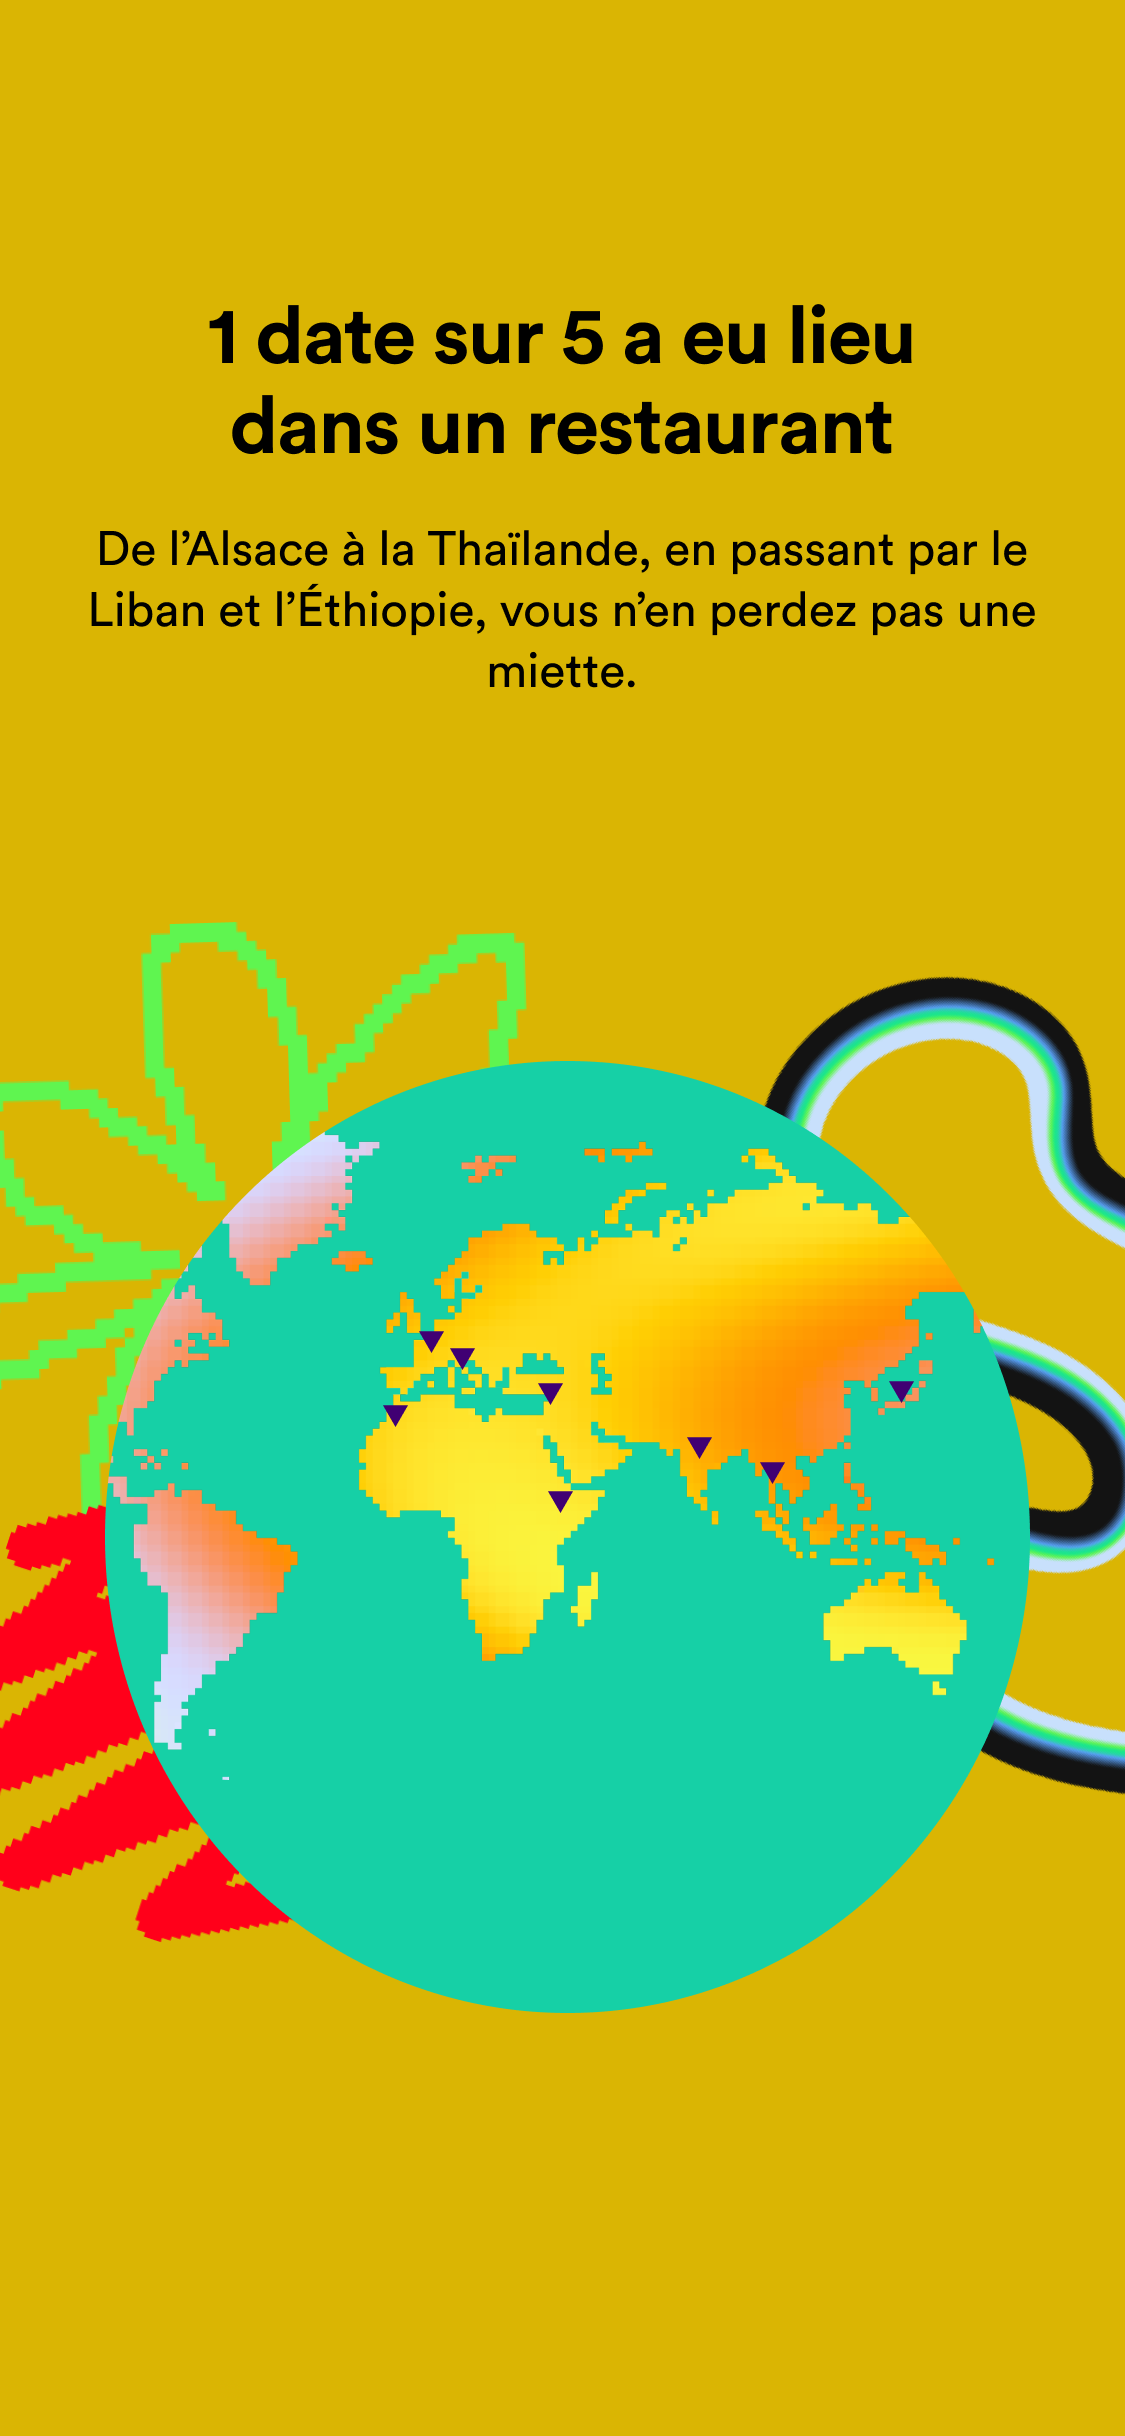 1 date sur 5 a eu lieu
dans un restaurant
De l’Alsace à la Thaïlande, en passant par le
Liban et l’Éthiopie, vous n’en perdez pas une
miette.